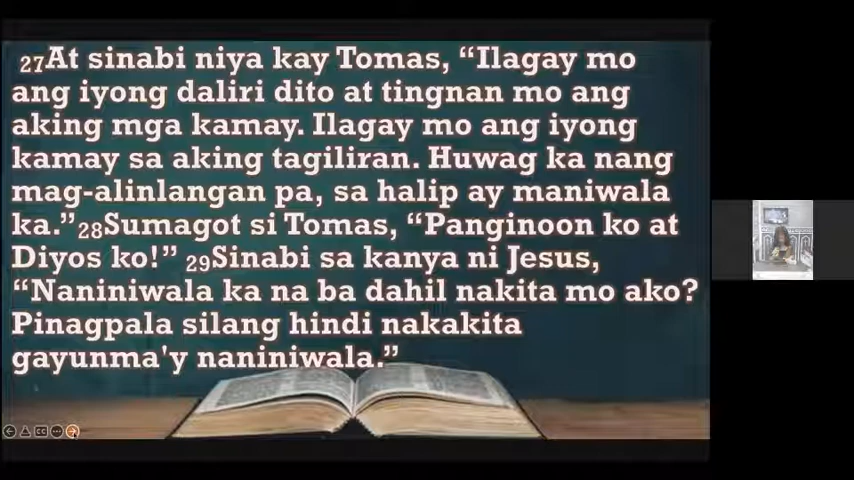 27At sinabi niya kay Tomas, “Ilagay mo
ang iyong daliri dito at tingnan mo ang
aking mga kamay. Ilagay mo ang iyong
kamay sa aking tagiliran. Huwag ka nang
mag-alinlangan pa, sa halip ay maniwala
ka.”28Sumagot si Tomas, “Panginoon ko at
Diyos ko!” 29Sinabi sa kanya ni Jesus,
“Naniniwala ka na ba dahil nakita mo ako?
Pinagpala silang hindi nakakita
gayunma'y naniniwala.”